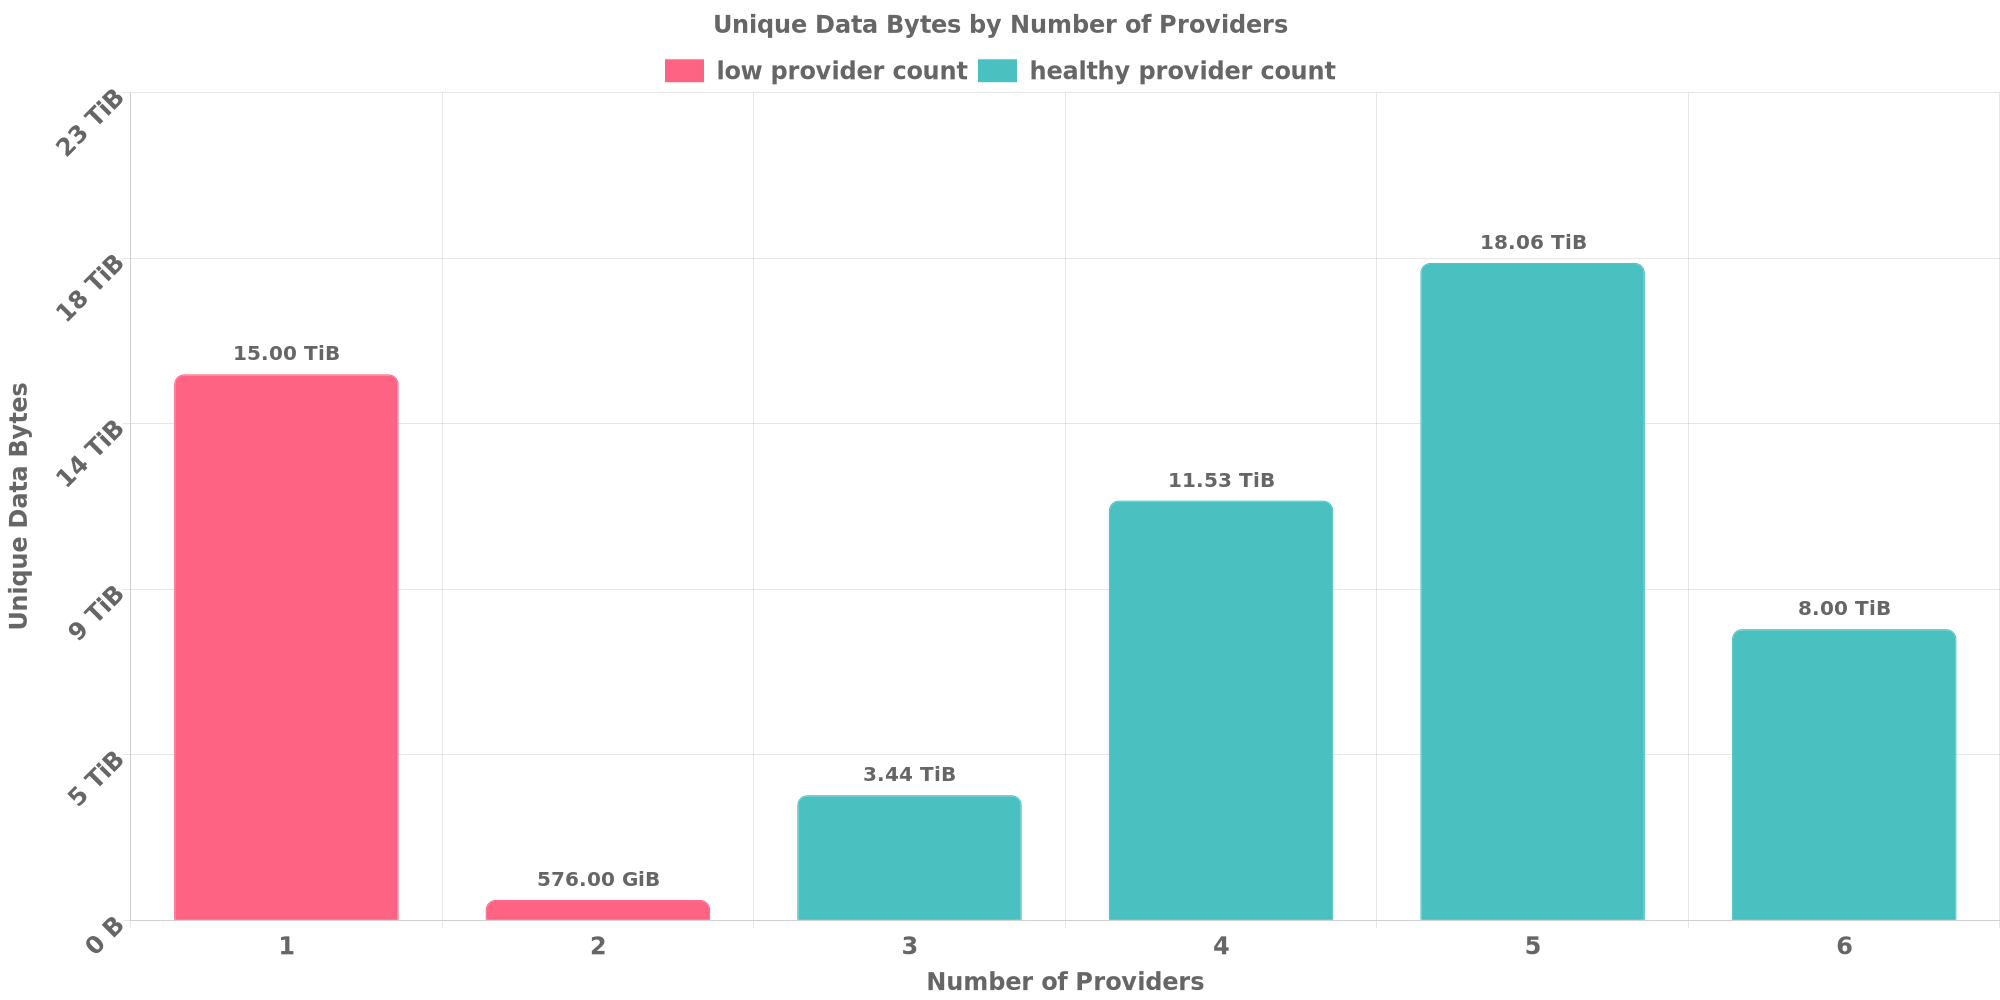 Unique Data Bytes by Number of Providers
low provider count healthy provider count
23 TiB
18 TiB
14 TiB
9 TiB
5 TiB
0 B
Unique Data Bytes
15.00 TiB
576.00 GiB
3.44 TiB
11.53 TiB
18.06 TiB
8.00 TiB
1 2 3 4 5 6
Number of Providers